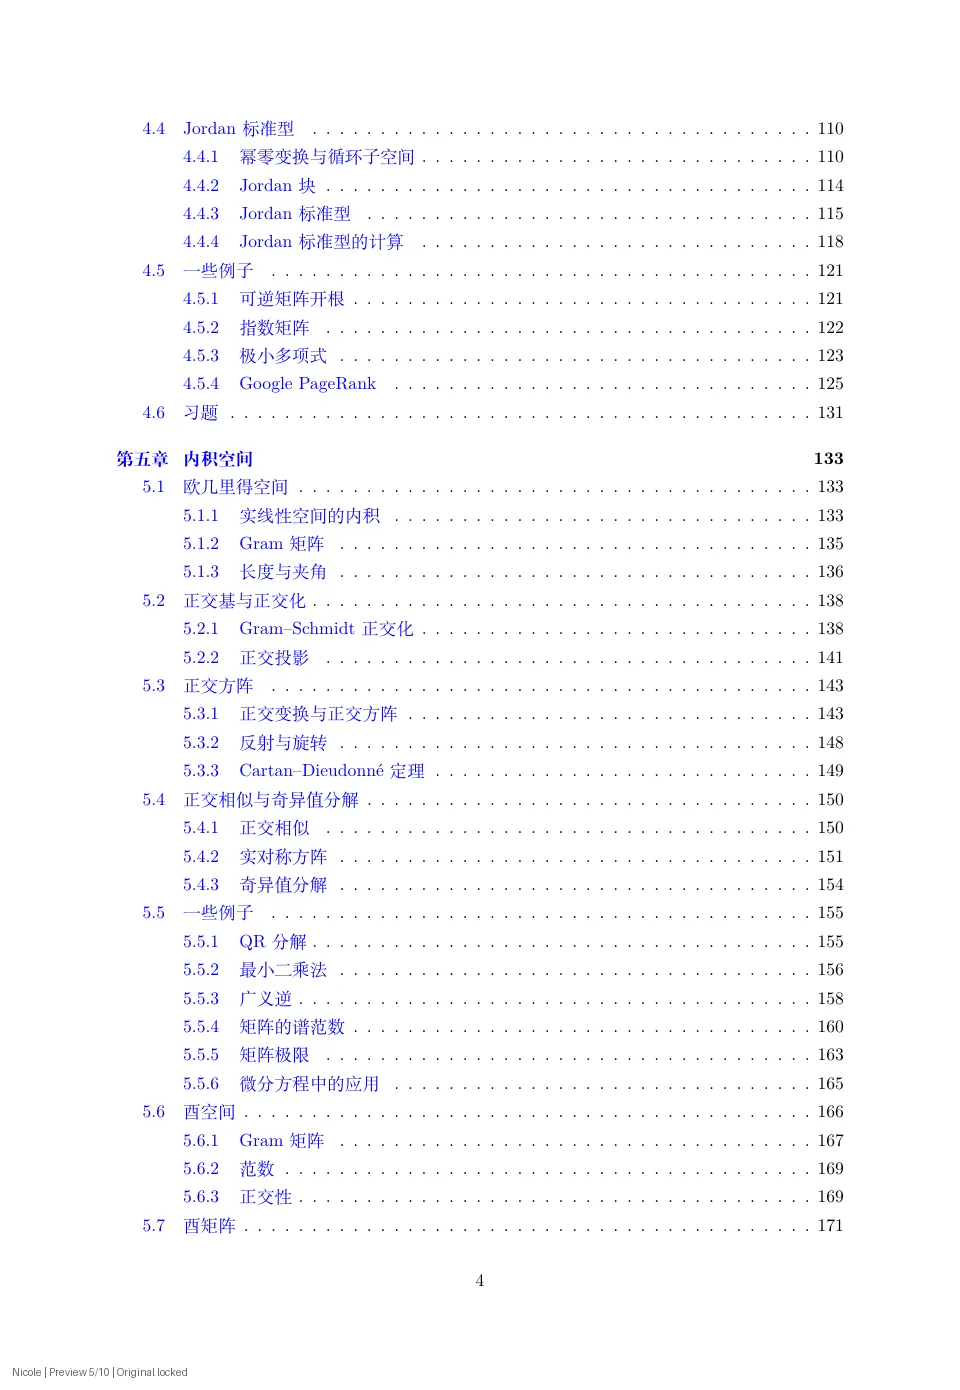 4.4 Jordan 标准型 . . . . . . . . . . . . . . . . . . . . . . . . . . . . . . . . . . . . . 110
4.4.1 幂零变换与循环子空间 . . . . . . . . . . . . . . . . . . . . . . . . . . . . . 110
4.4.2 Jordan 块 . . . . . . . . . . . . . . . . . . . . . . . . . . . . . . . . . . . . 114
4.4.3 Jordan 标准型 . . . . . . . . . . . . . . . . . . . . . . . . . . . . . . . . . 115
4.4.4 Jordan 标准型的计算 . . . . . . . . . . . . . . . . . . . . . . . . . . . . . 118
4.5 一些例子 . . . . . . . . . . . . . . . . . . . . . . . . . . . . . . . . . . . . . . . . 121
4.5.1 可逆矩阵开根 . . . . . . . . . . . . . . . . . . . . . . . . . . . . . . . . . . 121
4.5.2 指数矩阵 . . . . . . . . . . . . . . . . . . . . . . . . . . . . . . . . . . . . 122
4.5.3 极小多项式 . . . . . . . . . . . . . . . . . . . . . . . . . . . . . . . . . . . 123
4.5.4 Google PageRank . . . . . . . . . . . . . . . . . . . . . . . . . . . . . . . 125
4.6 习题 . . . . . . . . . . . . . . . . . . . . . . . . . . . . . . . . . . . . . . . . . . . 131
第五章 内积空间 133
5.1 欧几里得空间 . . . . . . . . . . . . . . . . . . . . . . . . . . . . . . . . . . . . . . 133
5.1.1 实线性空间的内积 . . . . . . . . . . . . . . . . . . . . . . . . . . . . . . . 133
5.1.2 Gram 矩阵 . . . . . . . . . . . . . . . . . . . . . . . . . . . . . . . . . . . 135
5.1.3 长度与夹角 . . . . . . . . . . . . . . . . . . . . . . . . . . . . . . . . . . . 136
5.2 正交基与正交化 . . . . . . . . . . . . . . . . . . . . . . . . . . . . . . . . . . . . . 138
5.2.1 Gram–Schmidt 正交化 . . . . . . . . . . . . . . . . . . . . . . . . . . . . . 138
5.2.2 正交投影 . . . . . . . . . . . . . . . . . . . . . . . . . . . . . . . . . . . . 141
5.3 正交方阵 . . . . . . . . . . . . . . . . . . . . . . . . . . . . . . . . . . . . . . . . 143
5.3.1 正交变换与正交方阵 . . . . . . . . . . . . . . . . . . . . . . . . . . . . . . 143
5.3.2 反射与旋转 . . . . . . . . . . . . . . . . . . . . . . . . . . . . . . . . . . . 148
5.3.3 Cartan–Dieudonné 定理 . . . . . . . . . . . . . . . . . . . . . . . . . . . . 149
5.4 正交相似与奇异值分解 . . . . . . . . . . . . . . . . . . . . . . . . . . . . . . . . . 150
5.4.1 正交相似 . . . . . . . . . . . . . . . . . . . . . . . . . . . . . . . . . . . . 150
5.4.2 实对称方阵 . . . . . . . . . . . . . . . . . . . . . . . . . . . . . . . . . . . 151
5.4.3 奇异值分解 . . . . . . . . . . . . . . . . . . . . . . . . . . . . . . . . . . . 154
5.5 一些例子 . . . . . . . . . . . . . . . . . . . . . . . . . . . . . . . . . . . . . . . . 155
5.5.1 QR 分解 . . . . . . . . . . . . . . . . . . . . . . . . . . . . . . . . . . . . . 155
5.5.2 最小二乘法 . . . . . . . . . . . . . . . . . . . . . . . . . . . . . . . . . . . 156
5.5.3 广义逆 . . . . . . . . . . . . . . . . . . . . . . . . . . . . . . . . . . . . . . 158
5.5.4 矩阵的谱范数 . . . . . . . . . . . . . . . . . . . . . . . . . . . . . . . . . . 160
5.5.5 矩阵极限 . . . . . . . . . . . . . . . . . . . . . . . . . . . . . . . . . . . . 163
5.5.6 微分方程中的应用 . . . . . . . . . . . . . . . . . . . . . . . . . . . . . . . 165
5.6 酉空间 . . . . . . . . . . . . . . . . . . . . . . . . . . . . . . . . . . . . . . . . . . 166
5.6.1 Gram 矩阵 . . . . . . . . . . . . . . . . . . . . . . . . . . . . . . . . . . . 167
5.6.2 范数 . . . . . . . . . . . . . . . . . . . . . . . . . . . . . . . . . . . . . . . 169
5.6.3 正交性 . . . . . . . . . . . . . . . . . . . . . . . . . . . . . . . . . . . . . . 169
5.7 酉矩阵 . . . . . . . . . . . . . . . . . . . . . . . . . . . . . . . . . . . . . . . . . . 171
4
Nicole | Preview 5/10 | Original locked